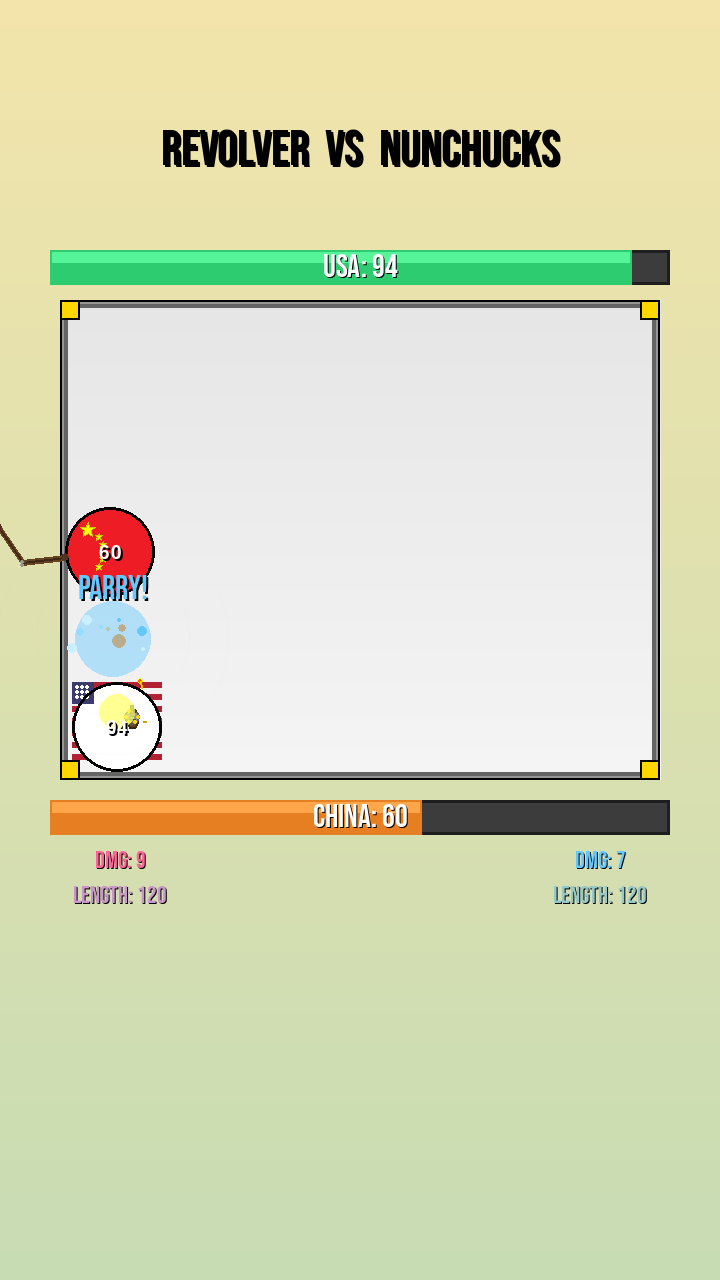 REVOLVER VS NUNCHUCKS
USA: 94
60
PARRY!
94
CHINA: 60
DMG: 9
DMG: 7
LENGTH: 120
LENGTH: 120